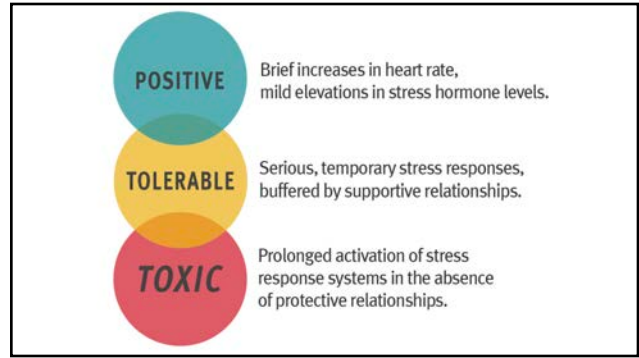 POSITIVE
Brief increases in heart rate,
mild elevations in stress hormone levels.
TOLERABLE
Serious, temporary stress responses,
buffered by supportive relationships.
TOXIC
Prolonged activation of stress
response systems in the absence
of protective relationships.